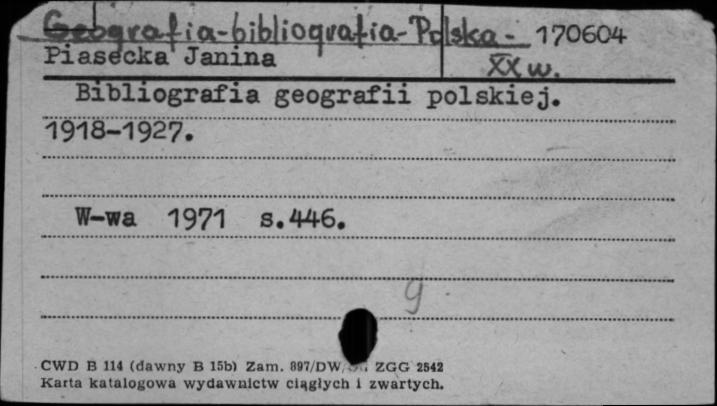 Geografia-bibliografia-Polska- 170604
Piasecka Janina XX w.
Bibliografia geografii polskiej.
1918-1927.
W-wa 1971 s.446.
g
CWD B 114 (dawny B 15b) Zam. 897/DW/ ZGG 2542
Karta katalogowa wydawnictw ciągłych i zwartych.